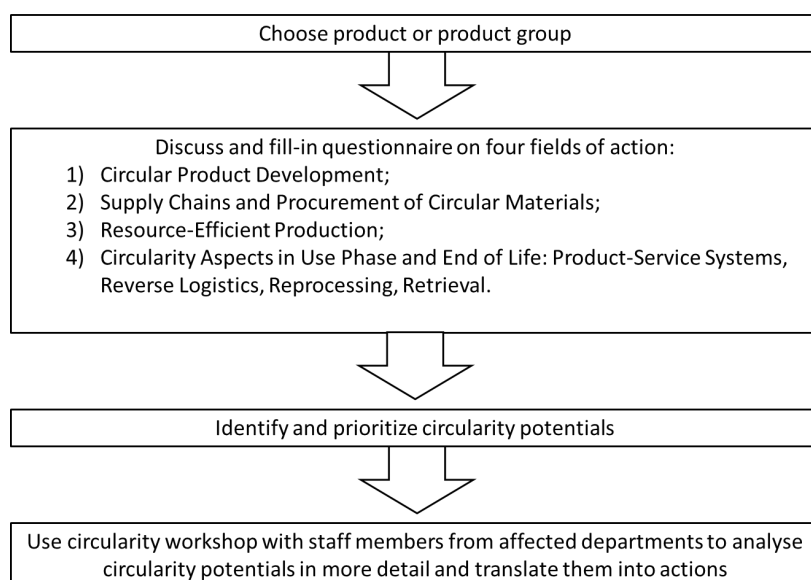 Choose product or product group
Discuss and fill-in questionnaire on four fields of action:
1) Circular Product Development;
2) Supply Chains and Procurement of Circular Materials;
3) Resource-Efficient Production;
4) Circularity Aspects in Use Phase and End of Life: Product-Service Systems,
Reverse Logistics, Reprocessing, Retrieval.
Identify and prioritize circularity potentials
Use circularity workshop with staff members from affected departments to analyse
circularity potentials in more detail and translate them into actions